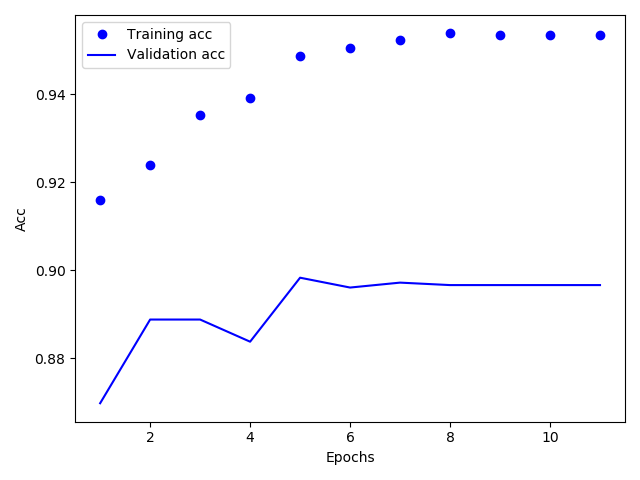 Training acc
Validation acc
0.94
0.92
0.90
0.88
Acc
2 4 6 8 10
Epochs